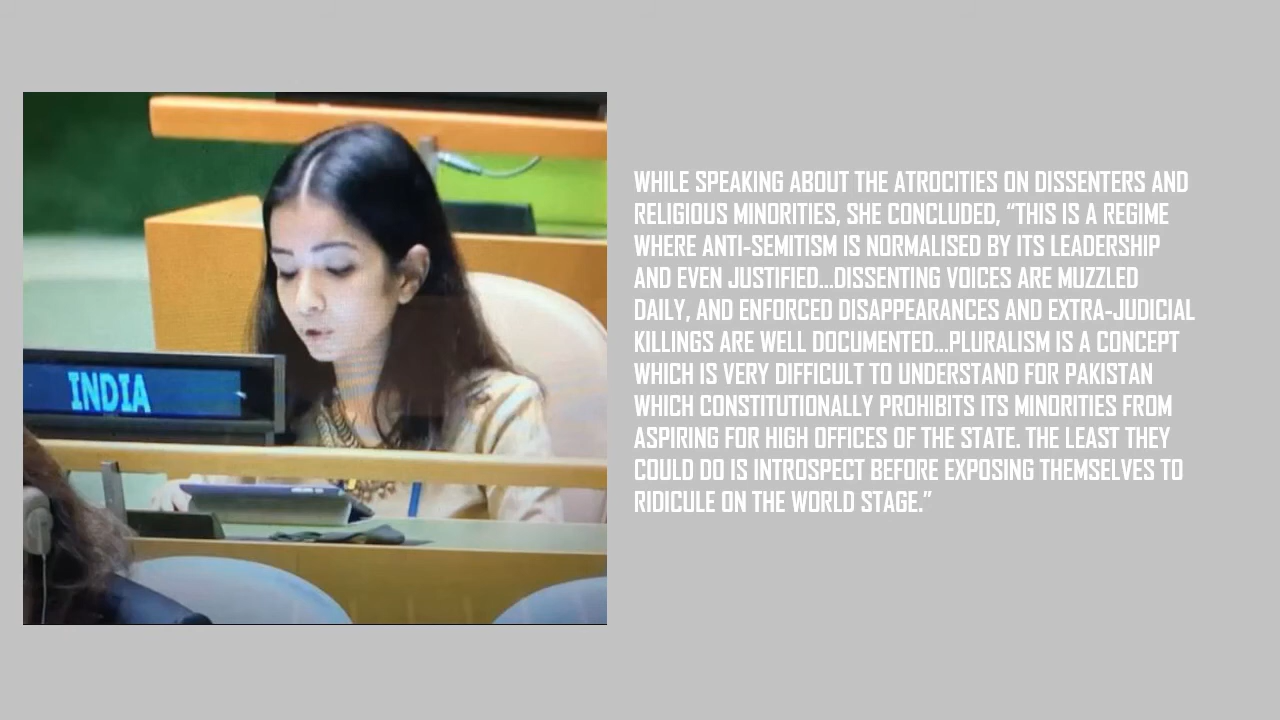 INDIA
WHILE SPEAKING ABOUT THE ATROCITIES ON DISSENTERS AND
RELIGIOUS MINORITIES, SHE CONCLUDED, “THIS IS A REGIME
WHERE ANTI-SEMITISM IS NORMALISED BY ITS LEADERSHIP
AND EVEN JUSTIFIED...DISSENTING VOICES ARE MUZZLED
DAILY, AND ENFORCED DISAPPEARANCES AND EXTRA-JUDICIAL
KILLINGS ARE WELL DOCUMENTED...PLURALISM IS A CONCEPT
WHICH IS VERY DIFFICULT TO UNDERSTAND FOR PAKISTAN
WHICH CONSTITUTIONALLY PROHIBITS ITS MINORITIES FROM
ASPIRING FOR HIGH OFFICES OF THE STATE. THE LEAST THEY
COULD DO IS INTROSPECT BEFORE EXPOSING THEMSELVES TO
RIDICULE ON THE WORLD STAGE.”